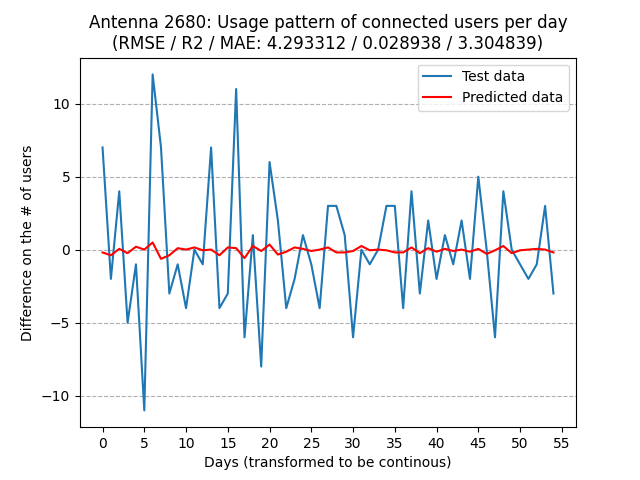 Antenna 2680: Usage pattern of connected users per day
(RMSE / R2 / MAE: 4.293312 / 0.028938 / 3.304839)
Test data
Predicted data
Difference on the # of users
10
5
0
−5
−10
0 5 10 15 20 25 30 35 40 45 50 55
Days (transformed to be continous)